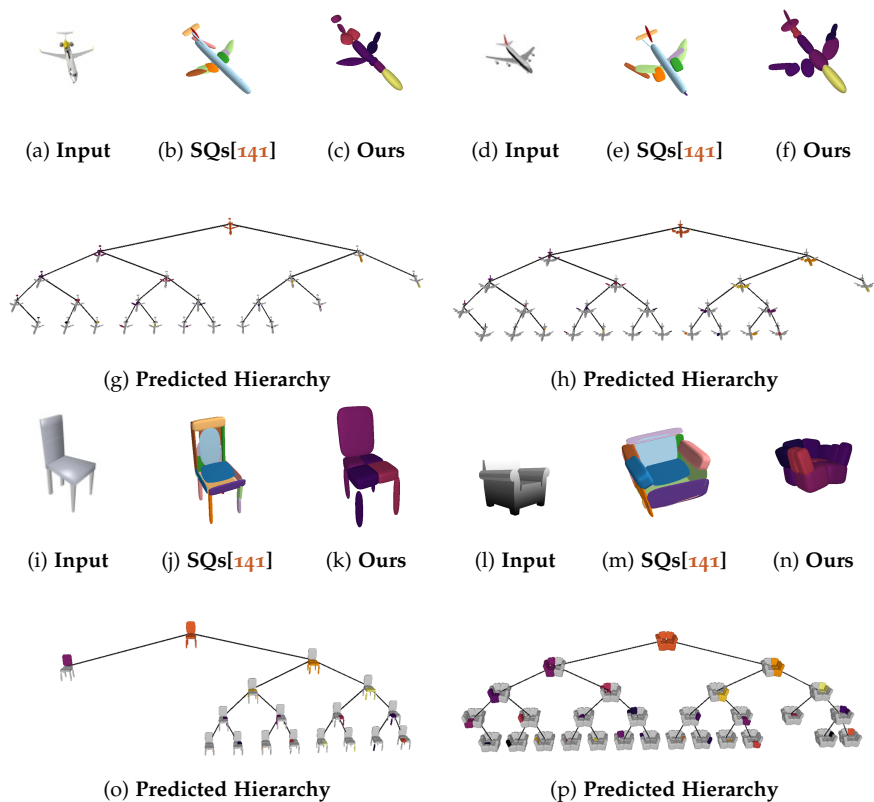 (a) Input (b) SQs[141] (c) Ours (d) Input (e) SQs[141] (f) Ours
(g) Predicted Hierarchy (h) Predicted Hierarchy
(i) Input (j) SQs[141] (k) Ours (l) Input (m) SQs[141] (n) Ours
(o) Predicted Hierarchy (p) Predicted Hierarchy